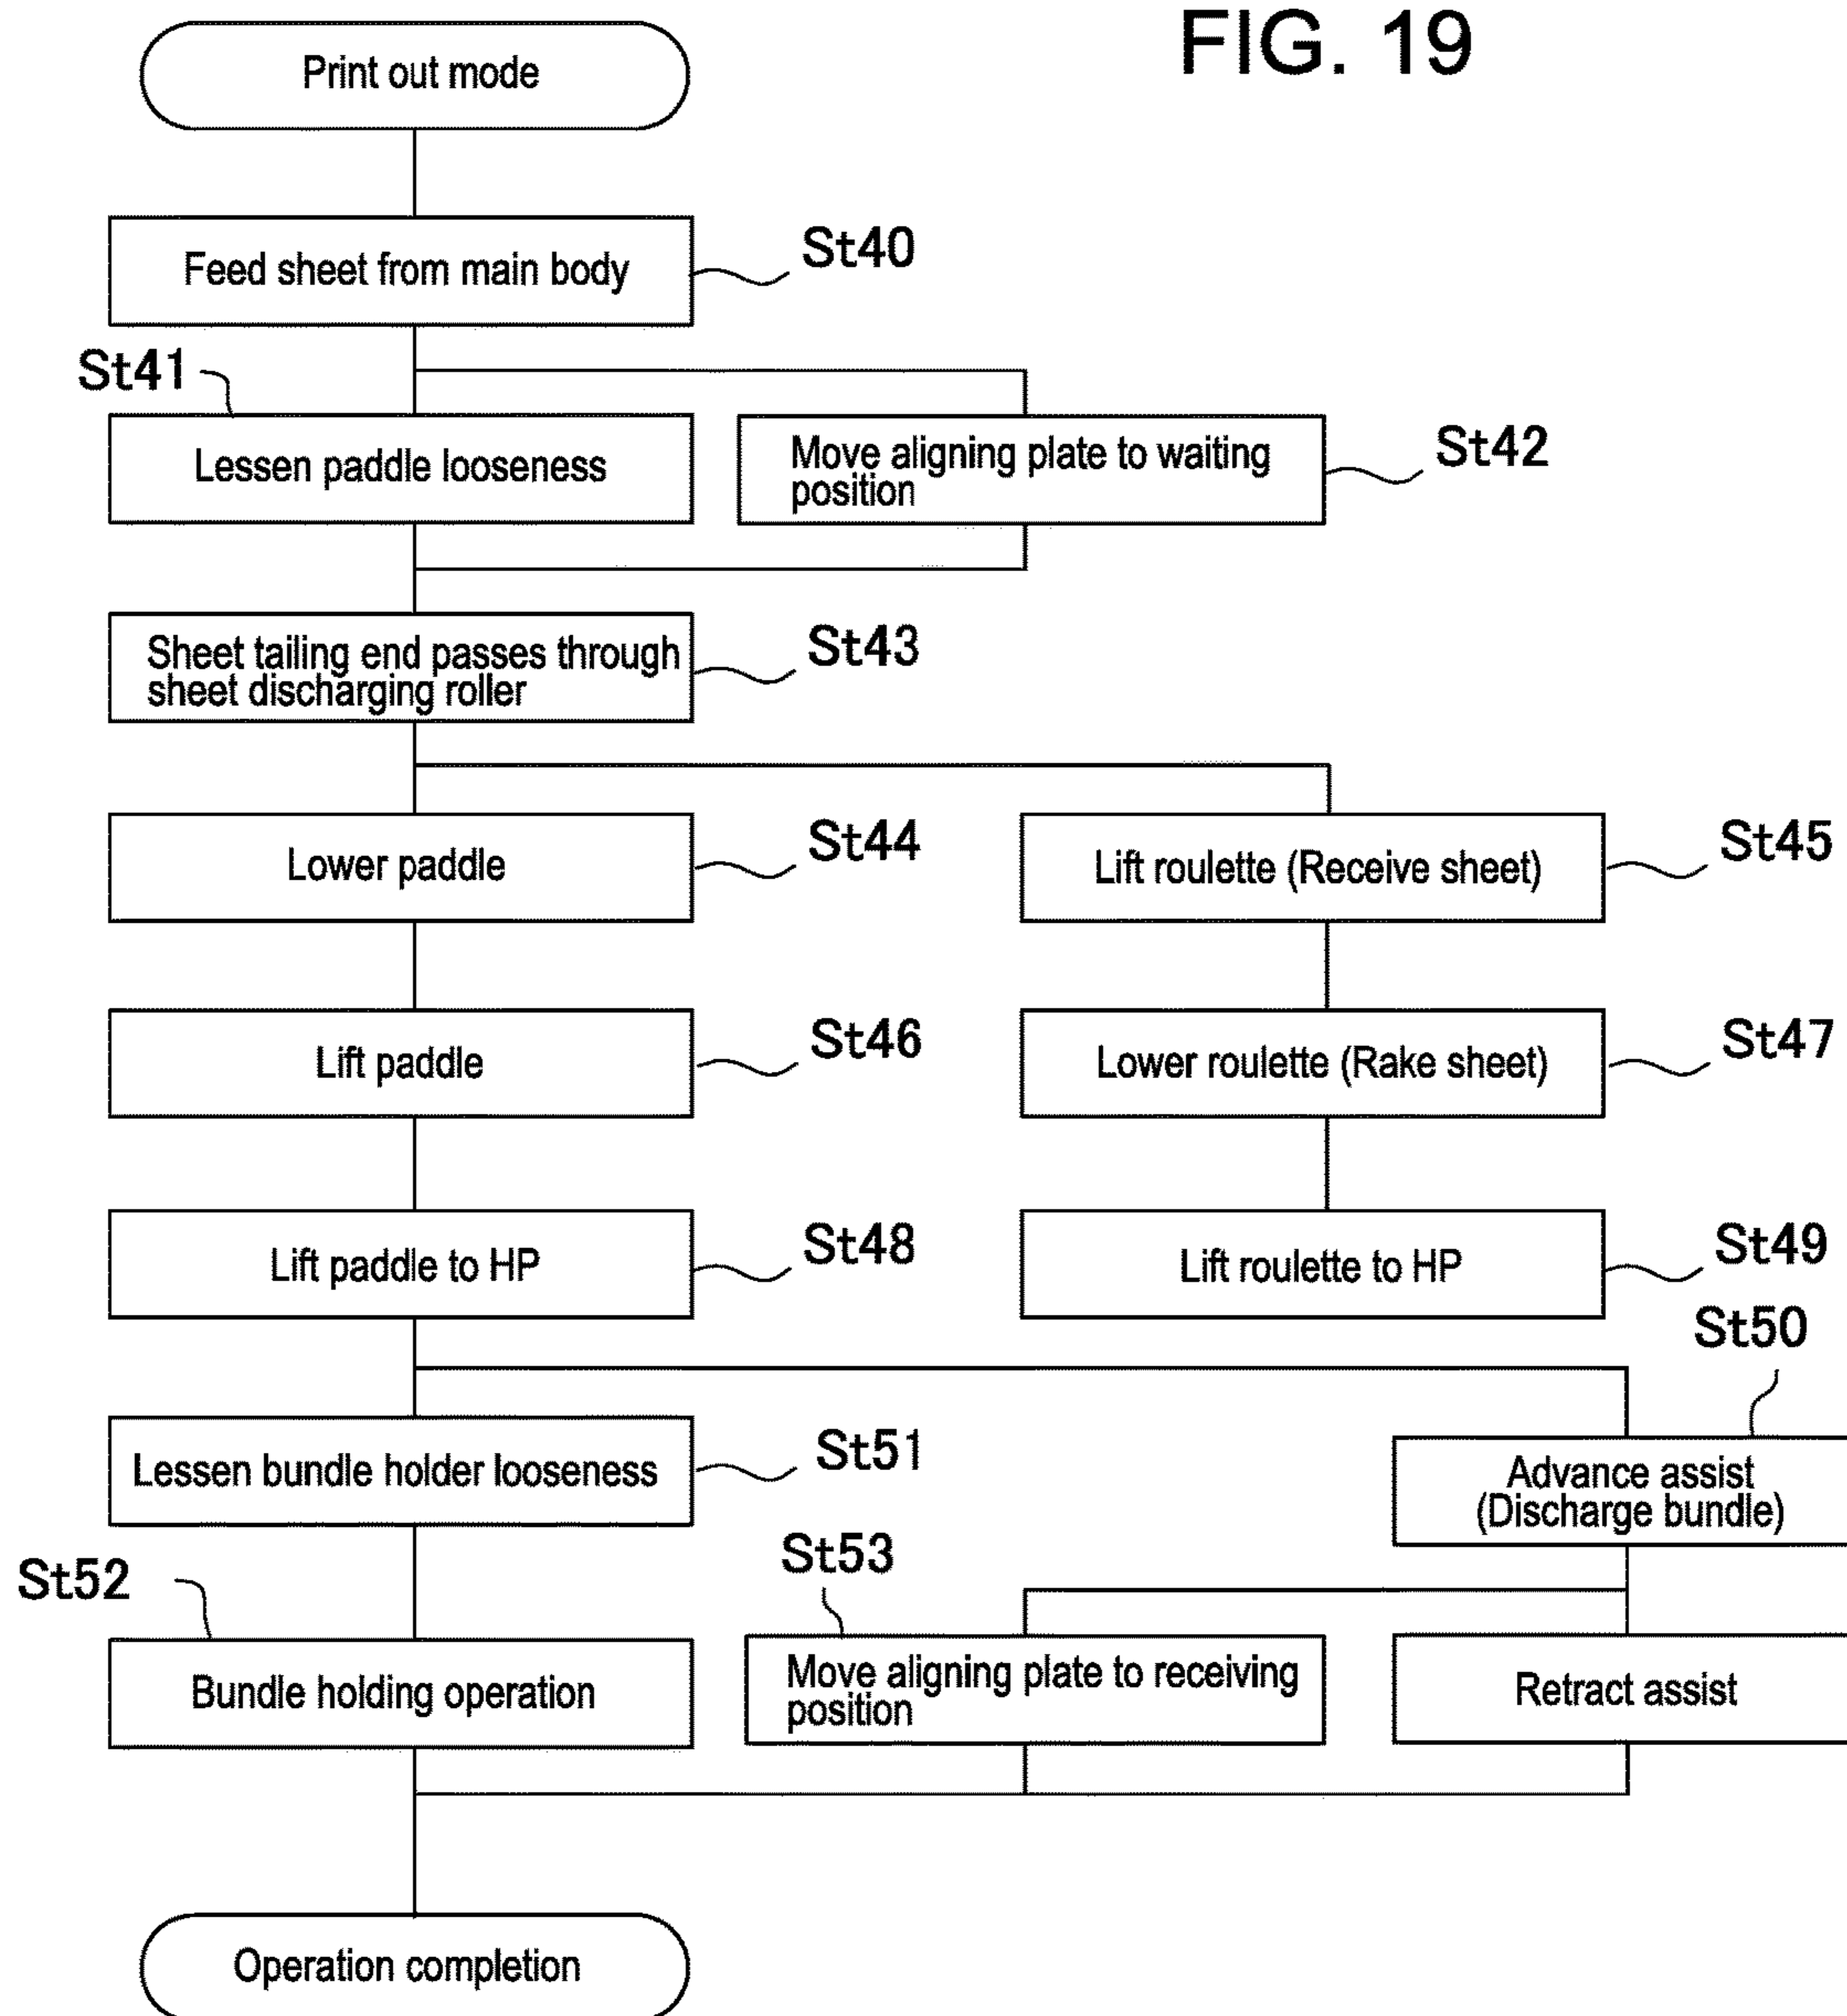 FIG. 19
Print out mode
Feed sheet from main body
St40
St41
Lessen paddle looseness
Move aligning plate to waiting
position
St42
Sheet tailing end passes through
sheet discharging roller
St43
Lower paddle
St44
Lift roulette (Receive sheet)
St45
Lift paddle
St46
Lower roulette (Rake sheet)
St47
Lift paddle to HP
St48
Lift roulette to HP
St49
St50
Lessen bundle holder looseness
St51
Advance assist
(Discharge bundle)
St52
Bundle holding operation
St53
Move aligning plate to receiving
position
Retract assist
Operation completion